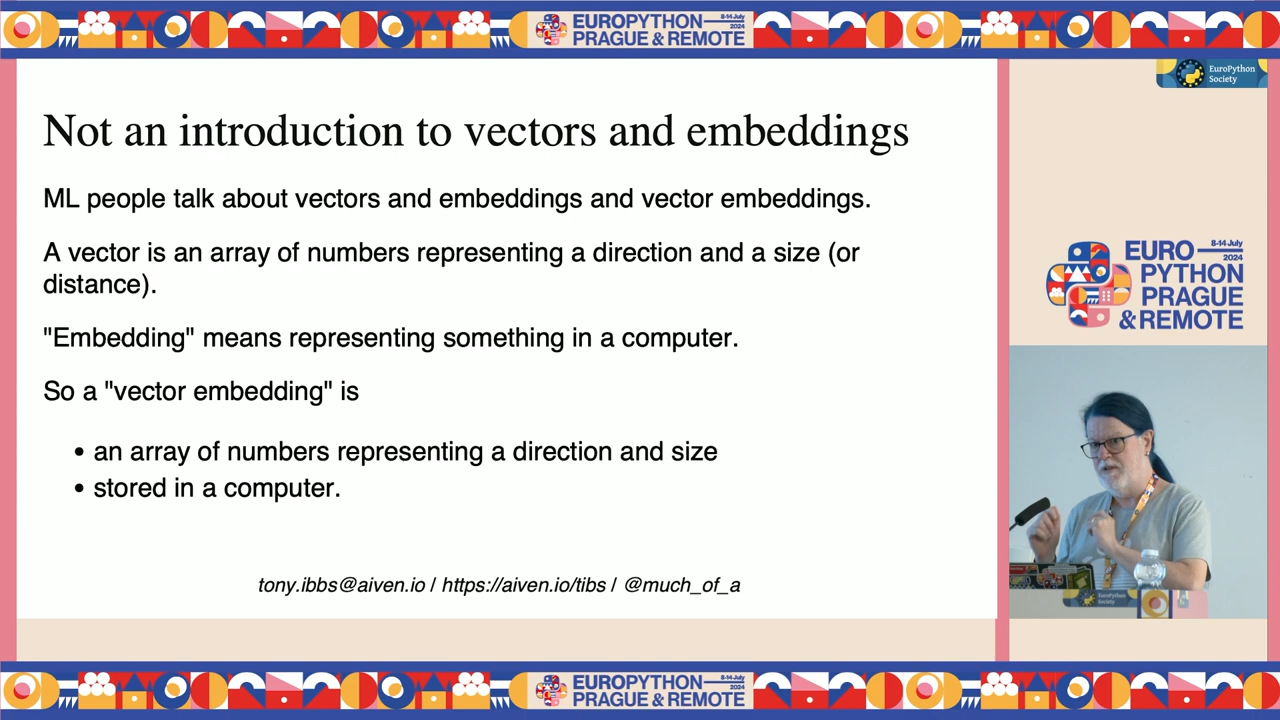 EUROPYTHON
8-14 July
2024
PRAGUE & REMOTE
EuroPython
Society
Not an introduction to vectors and embeddings
ML people talk about vectors and embeddings and vector embeddings.
A vector is an array of numbers representing a direction and a size (or
distance).
"Embedding" means representing something in a computer.
So a "vector embedding" is
• an array of numbers representing a direction and size
• stored in a computer.
tony.ibbs@aiven.io / https://aiven.io/tibs / @much_of_a
EURO
8-14 July
2024
PYTHON
PRAGUE
& REMOTE
EuroPython
Society
EUROPYTHON
8-14 July
2024
PRAGUE & REMOTE